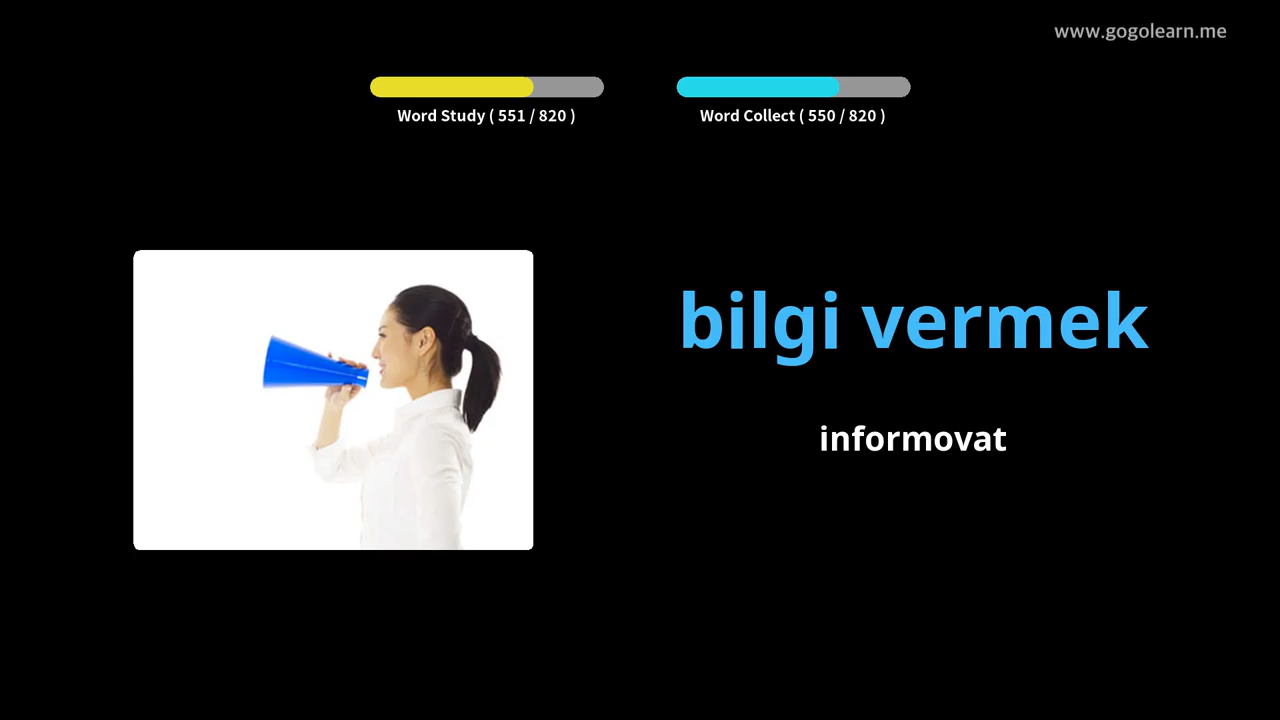 www.gogolearn.me
Word Study ( 551 / 820 )
Word Collect ( 550 / 820 )
bilgi vermek
informovat